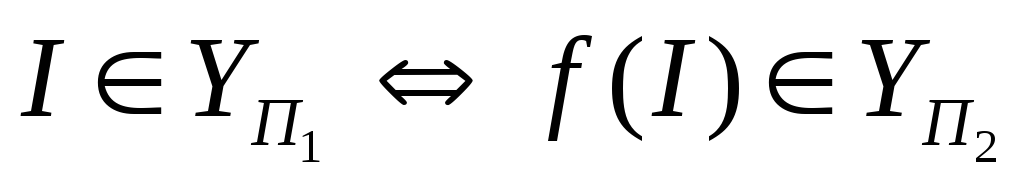 I ∈ Y_{Π_1} ⇔ f(I) ∈ Y_{Π_2}